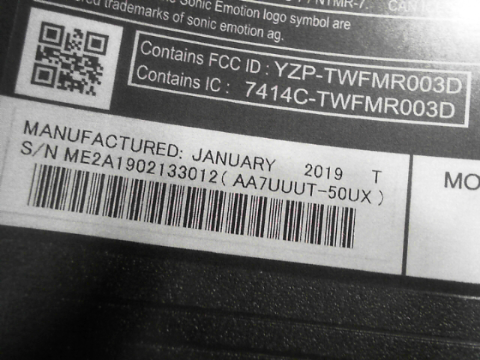 Sonic Emotion logo symbol are
trademarks of sonic emotion ag.
Contains FCC ID : YZP-TWFMR003D
Contains IC : 7414C-TWFMR003D
MANUFACTURED: JANUARY 2019 T
S/N ME2A1902133012( AA7UUUT-50UX )
MO